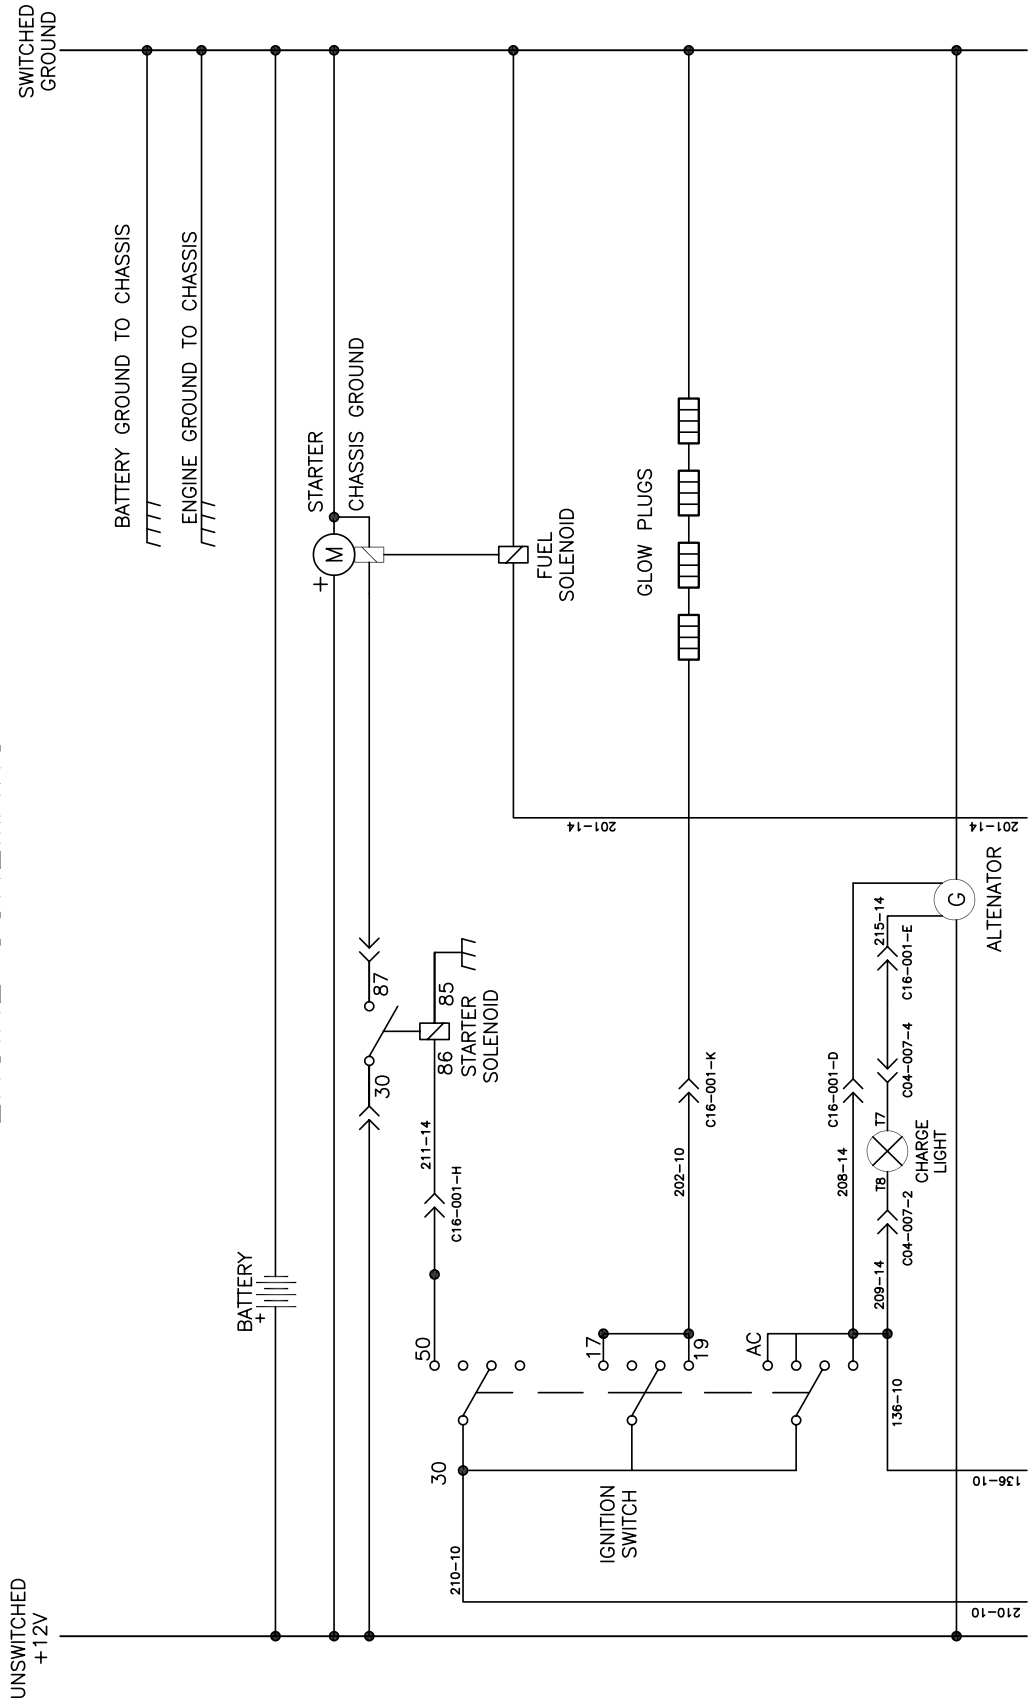 SWITCHED
GROUND
BATTERY GROUND TO CHASSIS
ENGINE GROUND TO CHASSIS
STARTER
CHASSIS GROUND
M
+
FUEL
SOLENOID
GLOW PLUGS
201-14
201-14
ALTENATOR
G
215-14
C16-001-E
87
85
STARTER
SOLENOID
86
30
211-14
C16-001-H
C16-001-K
202-10
C16-001-D
208-14
C04-007-4
T7
CHARGE
LIGHT
T8
C04-007-2
209-14
BATTERY
+
50
17
19
AC
136-10
136-10
30
IGNITION
SWITCH
210-10
210-10
UNSWITCHED
+12V